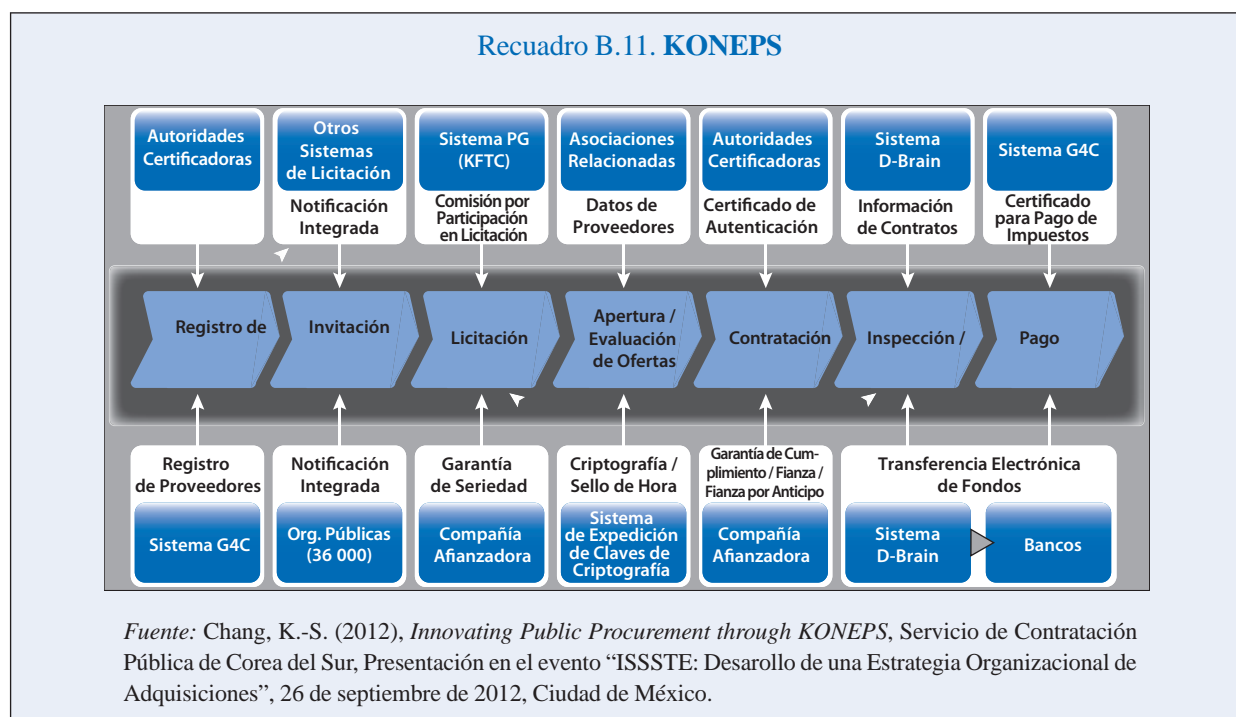 Recuadro B.11. KONEPS
Autoridades
Certificadoras
Otros
Sistemas
de Licitación
Notificación
Integrada
Sistema PG
(KFTC)
Comisión por
Participación
en Licitación
Asociaciones
Relacionadas
Datos de
Proveedores
Autoridades
Certificadoras
Certificado de
Autenticación
Sistema
D-Brain
Información
de Contratos
Sistema G4C
Certificado
para Pago de
Impuestos
Registro de
Invitación
Licitación
Apertura /
Evaluación
de Ofertas
Contratación
Inspección /
Pago
Registro
de Proveedores
Sistema G4C
Notificación
Integrada
Org. Públicas
(36 000)
Garantía
de Seriedad
Compañía
Afianzadora
Criptografía /
Sello de Hora
Sistema
de Expedición
de Claves de
Criptografía
Garantía de Cum-
plimiento / Fianza /
Fianza por Anticipo
Compañía
Afianzadora
Transferencia Electrónica
de Fondos
Sistema
D-Brain
Bancos
Fuente: Chang, K.-S. (2012), Innovating Public Procurement through KONEPS, Servicio de Contratación
Pública de Corea del Sur, Presentación en el evento “ISSSTE: Desarollo de una Estrategia Organizacional de
Adquisiciones”, 26 de septiembre de 2012, Ciudad de México.